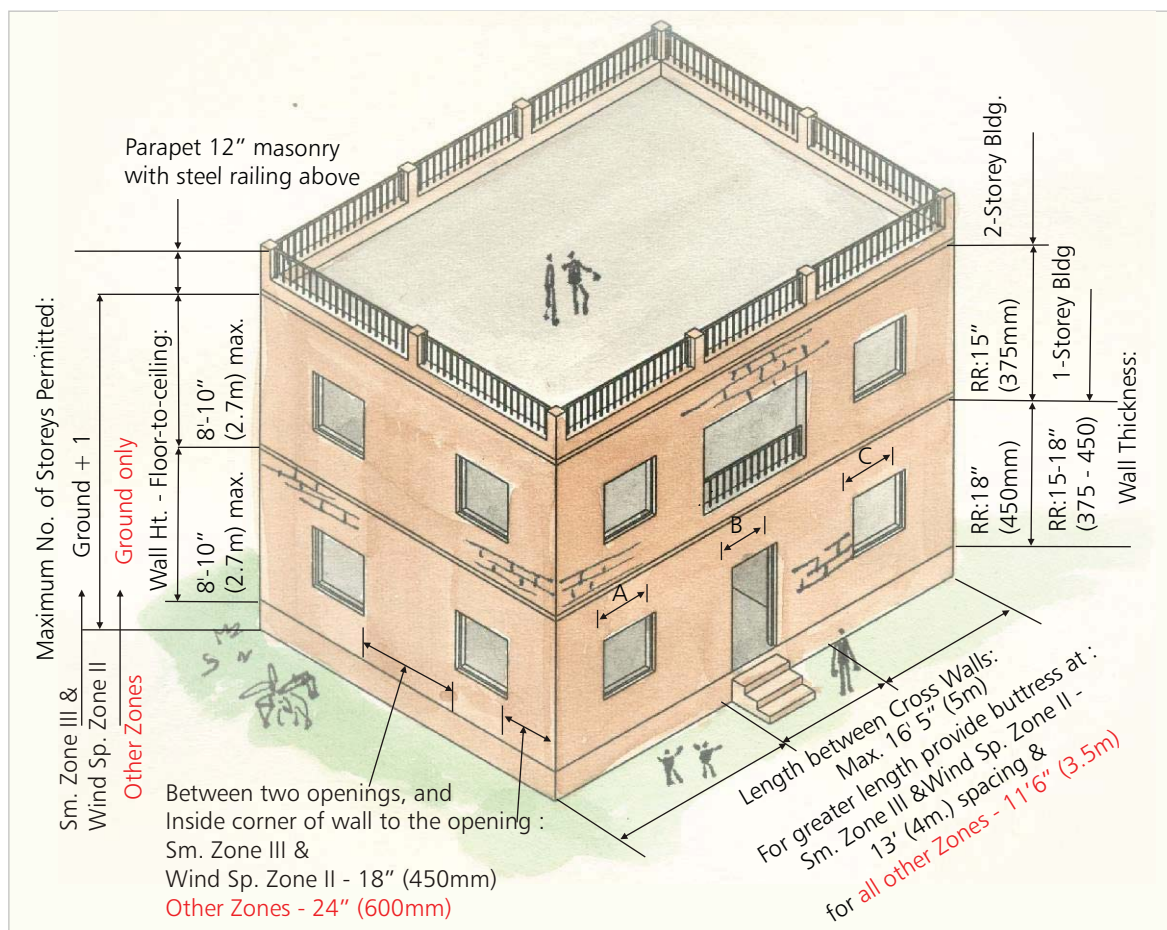 Parapet 12” masonry
with steel railing above
Maximum No. of Storeys Permitted:
Ground + 1
Ground only
Sm. Zone III &
Wind Sp. Zone II
Other Zones
Wall Ht. - Floor-to-ceiling:
8'-10”
(2.7m) max.
8'-10”
(2.7m) max.
A
B
C
2-Storey Bldg.
1-Storey Bldg
Wall Thickness:
RR:15”
(375mm)
RR:18”
(450mm)
RR:15-18”
(375 - 450)
Between two openings, and
Inside corner of wall to the opening :
Sm. Zone III &
Wind Sp. Zone II - 18” (450mm)
Other Zones - 24” (600mm)
Length between Cross Walls:
Max. 16' 5” (5m)
For greater length provide buttress at :
Sm. Zone III &Wind Sp. Zone II -
13’ (4m.) spacing &
for all other Zones - 11’6” (3.5m)